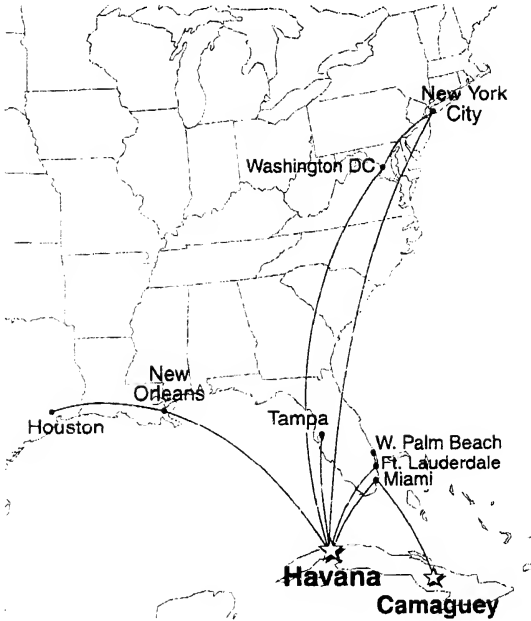 New York
City
Washington DC
New
Orleans
Houston
Tampa
W. Palm Beach
Ft. Lauderdale
Miami
Havana
Camaguey